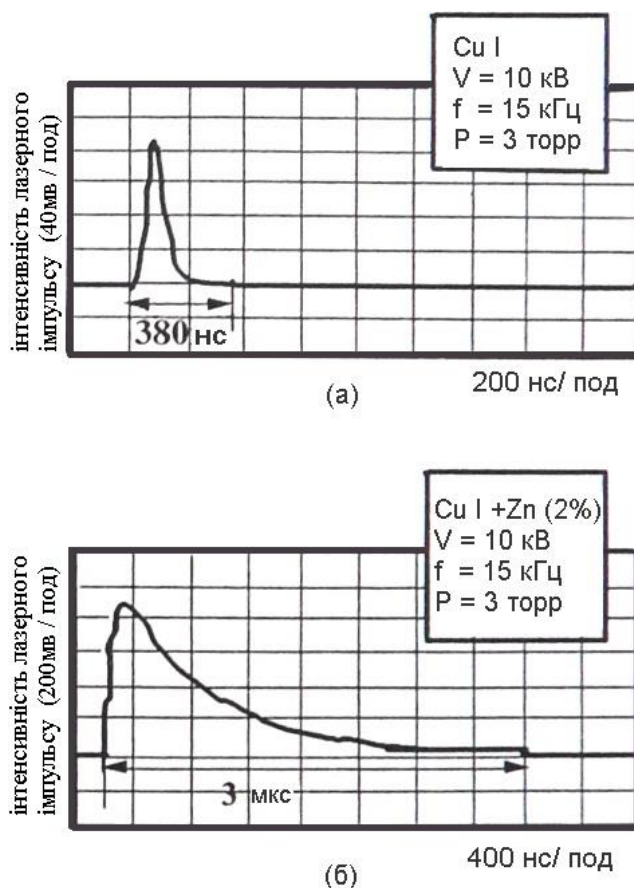 Cu I
V = 10 кВ
f = 15 кГц
P = 3 торр
інтенсивність лазерного
імпульсу (40мв / под)
380 нс
200 нс/ под
(а)
Cu I +Zn (2%)
V = 10 кВ
f = 15 кГц
P = 3 торр
інтенсивність лазерного
імпульсу (200мв / под)
3 мкс
400 нс/ под
(б)